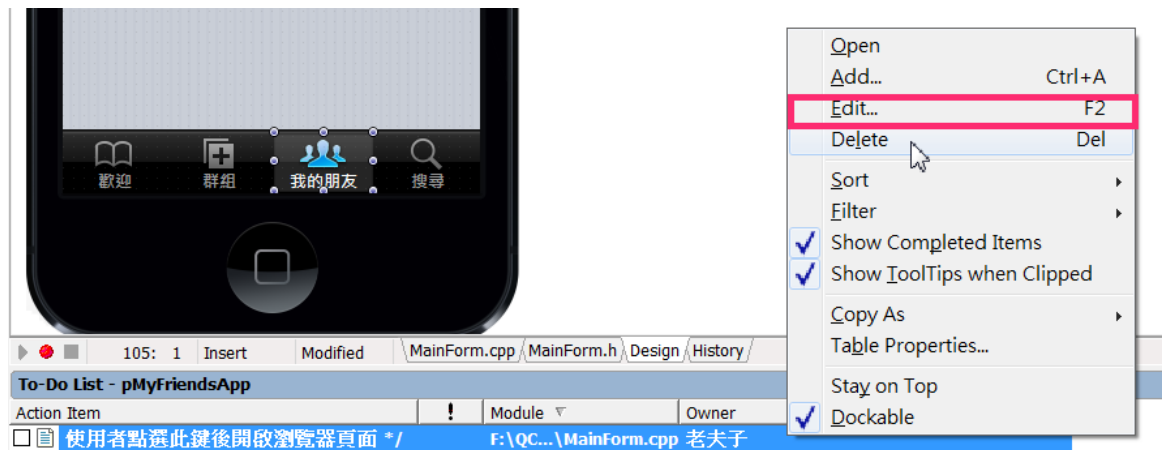 Open
Add... Ctrl+A
Edit... F2
Delete Del
Sort
Filter
Show Completed Items
Show ToolTips when Clipped
Copy As
Table Properties...
Stay on Top
Dockable
歡迎 群組 我的朋友 搜尋
105: 1 Insert Modified MainForm.cpp MainForm.h Design History
To-Do List - pMyFriendsApp
Action Item ! Module Owner
使用者點選此鍵後開啟瀏覽器頁面 */ F:\QC...\MainForm.cpp 老夫子